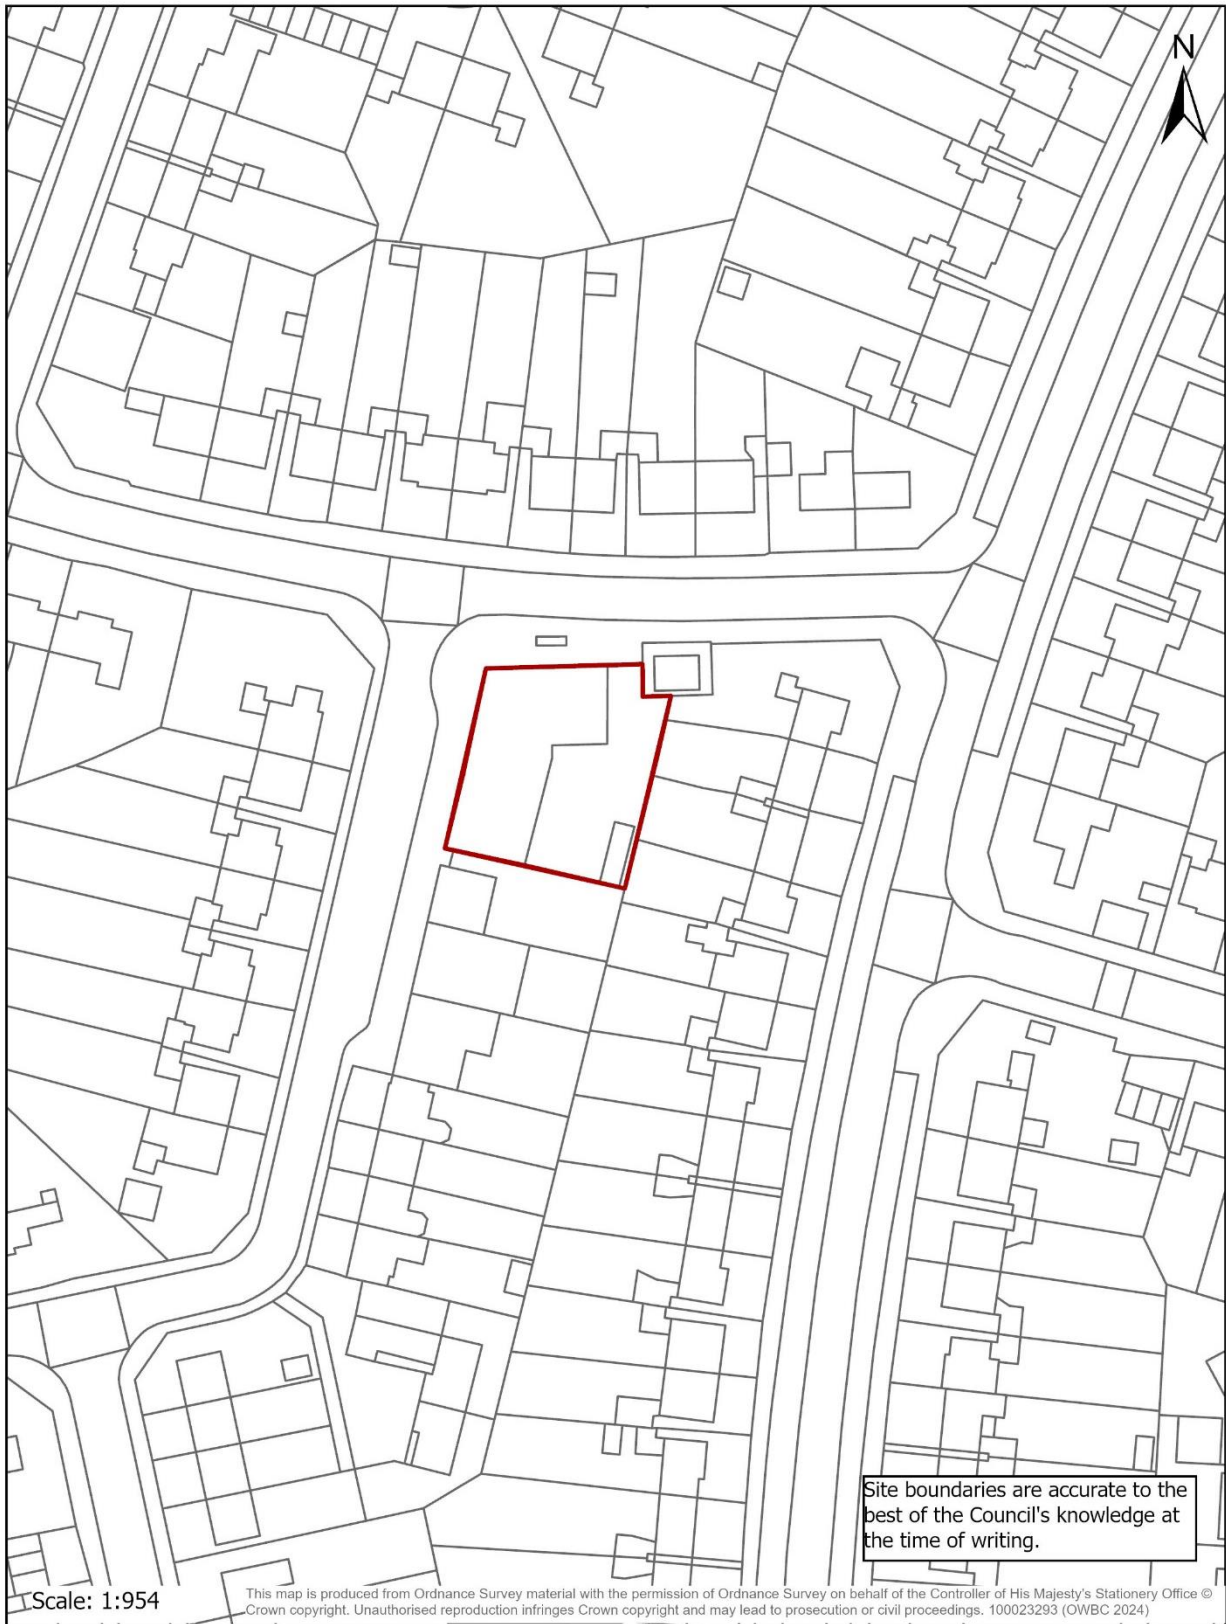 N
Site boundaries are accurate to the
best of the Council's knowledge at
the time of writing.
Scale: 1:954
This map is produced from Ordnance Survey material with the permission of Ordnance Survey on behalf of the Controller of His Majesty's Stationery Office ©
Crown copyright. Unauthorised reproduction infringes Crown copyright and may lead to prosecution or civil proceedings. 100023293 (OWBC 2024)